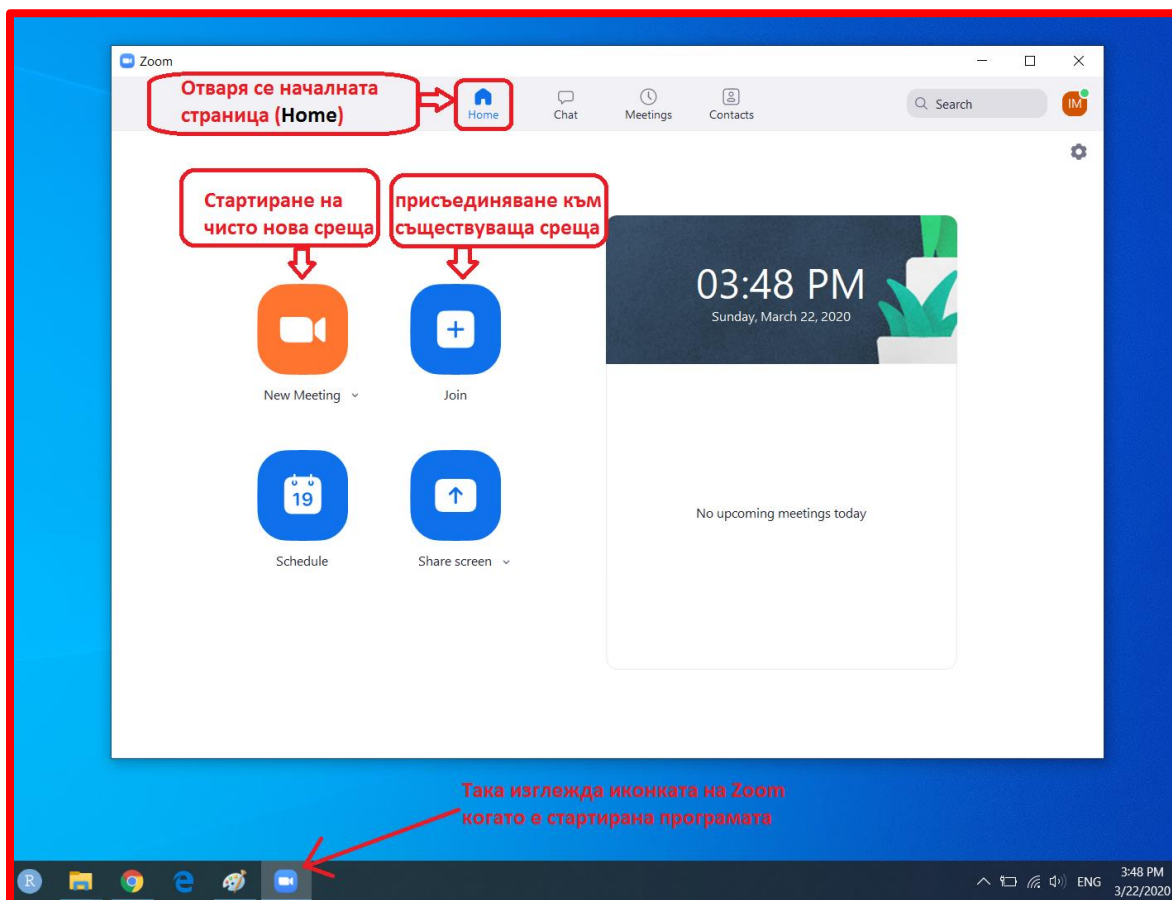 Zoom
Отваря се началната
страница (Home)
Home
Chat
Meetings
Contacts
Search
IM
Стартиране на
чисто нова среща
присъединяване към
съществуваща среща
03:48 PM
Sunday, March 22, 2020
New Meeting
Join
19
Schedule
Share screen
No upcoming meetings today
Така изглежда иконката на Zoom
когато е стартирана програмата
R
ENG
3:48 PM
3/22/2020